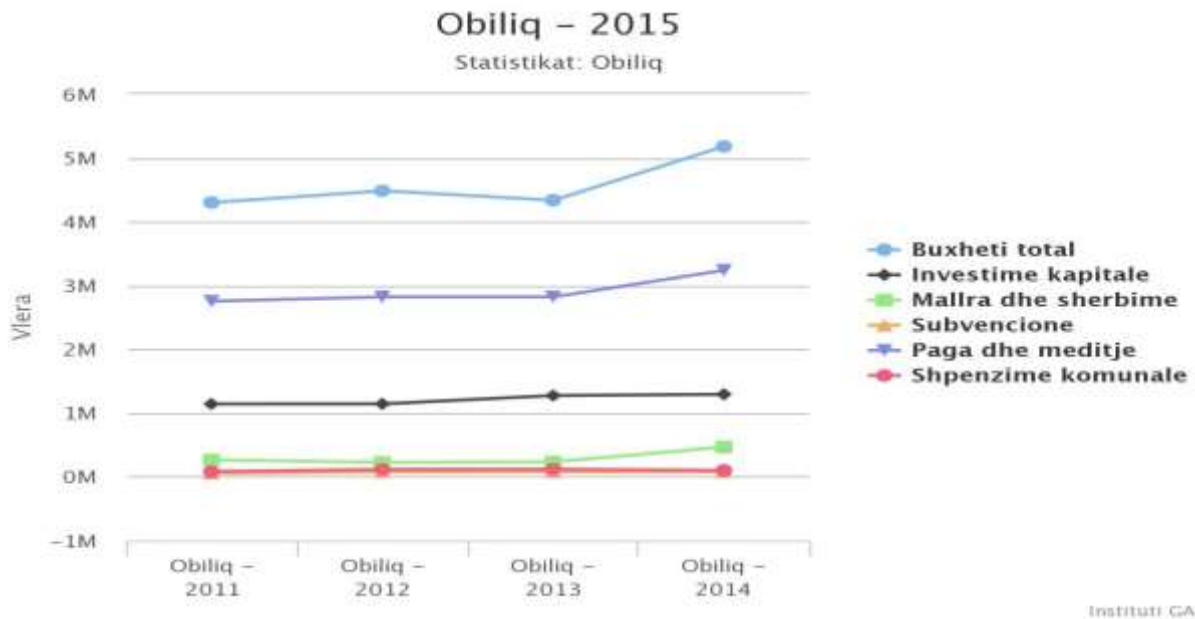 Obiliq – 2015
Statistikat: Obiliq
6M
5M
4M
3M
2M
1M
0M
−1M
Vlera
Obiliq –
2011
Obiliq –
2012
Obiliq –
2013
Obiliq –
2014
Buxheti total
Investime kapitale
Mallra dhe sherbime
Subvencione
Paga dhe meditje
Shpenzime komunale
Instituti GA